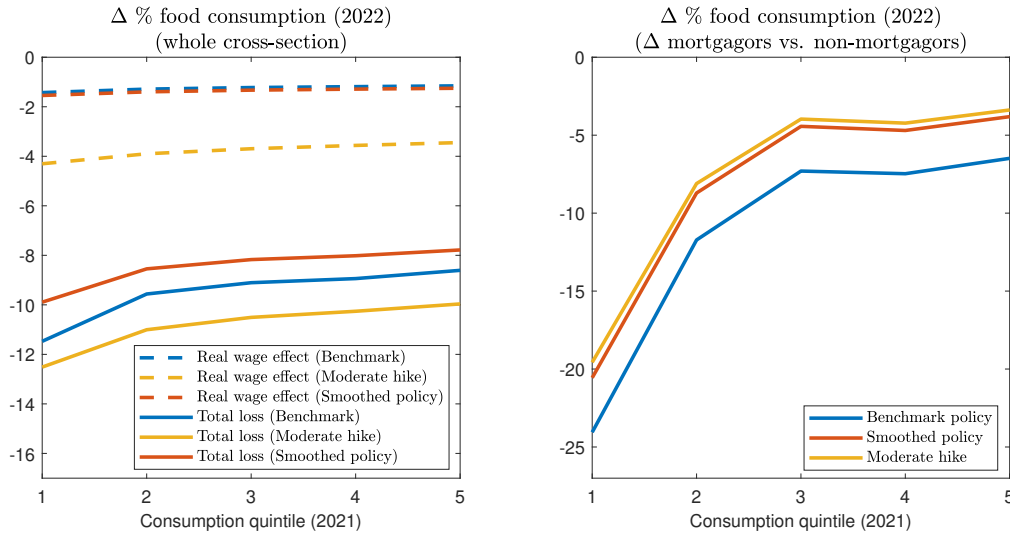 Δ % food consumption (2022)
(whole cross-section)
0
-2
-4
-6
-8
-10
-12
-14
-16
1
2
3
4
5
Consumption quintile (2021)
Real wage effect (Benchmark)
Real wage effect (Moderate hike)
Real wage effect (Smoothed policy)
Total loss (Benchmark)
Total loss (Moderate hike)
Total loss (Smoothed policy)
Δ % food consumption (2022)
(Δ mortgagors vs. non-mortgagors)
0
-5
-10
-15
-20
-25
1
2
3
4
5
Consumption quintile (2021)
Benchmark policy
Smoothed policy
Moderate hike